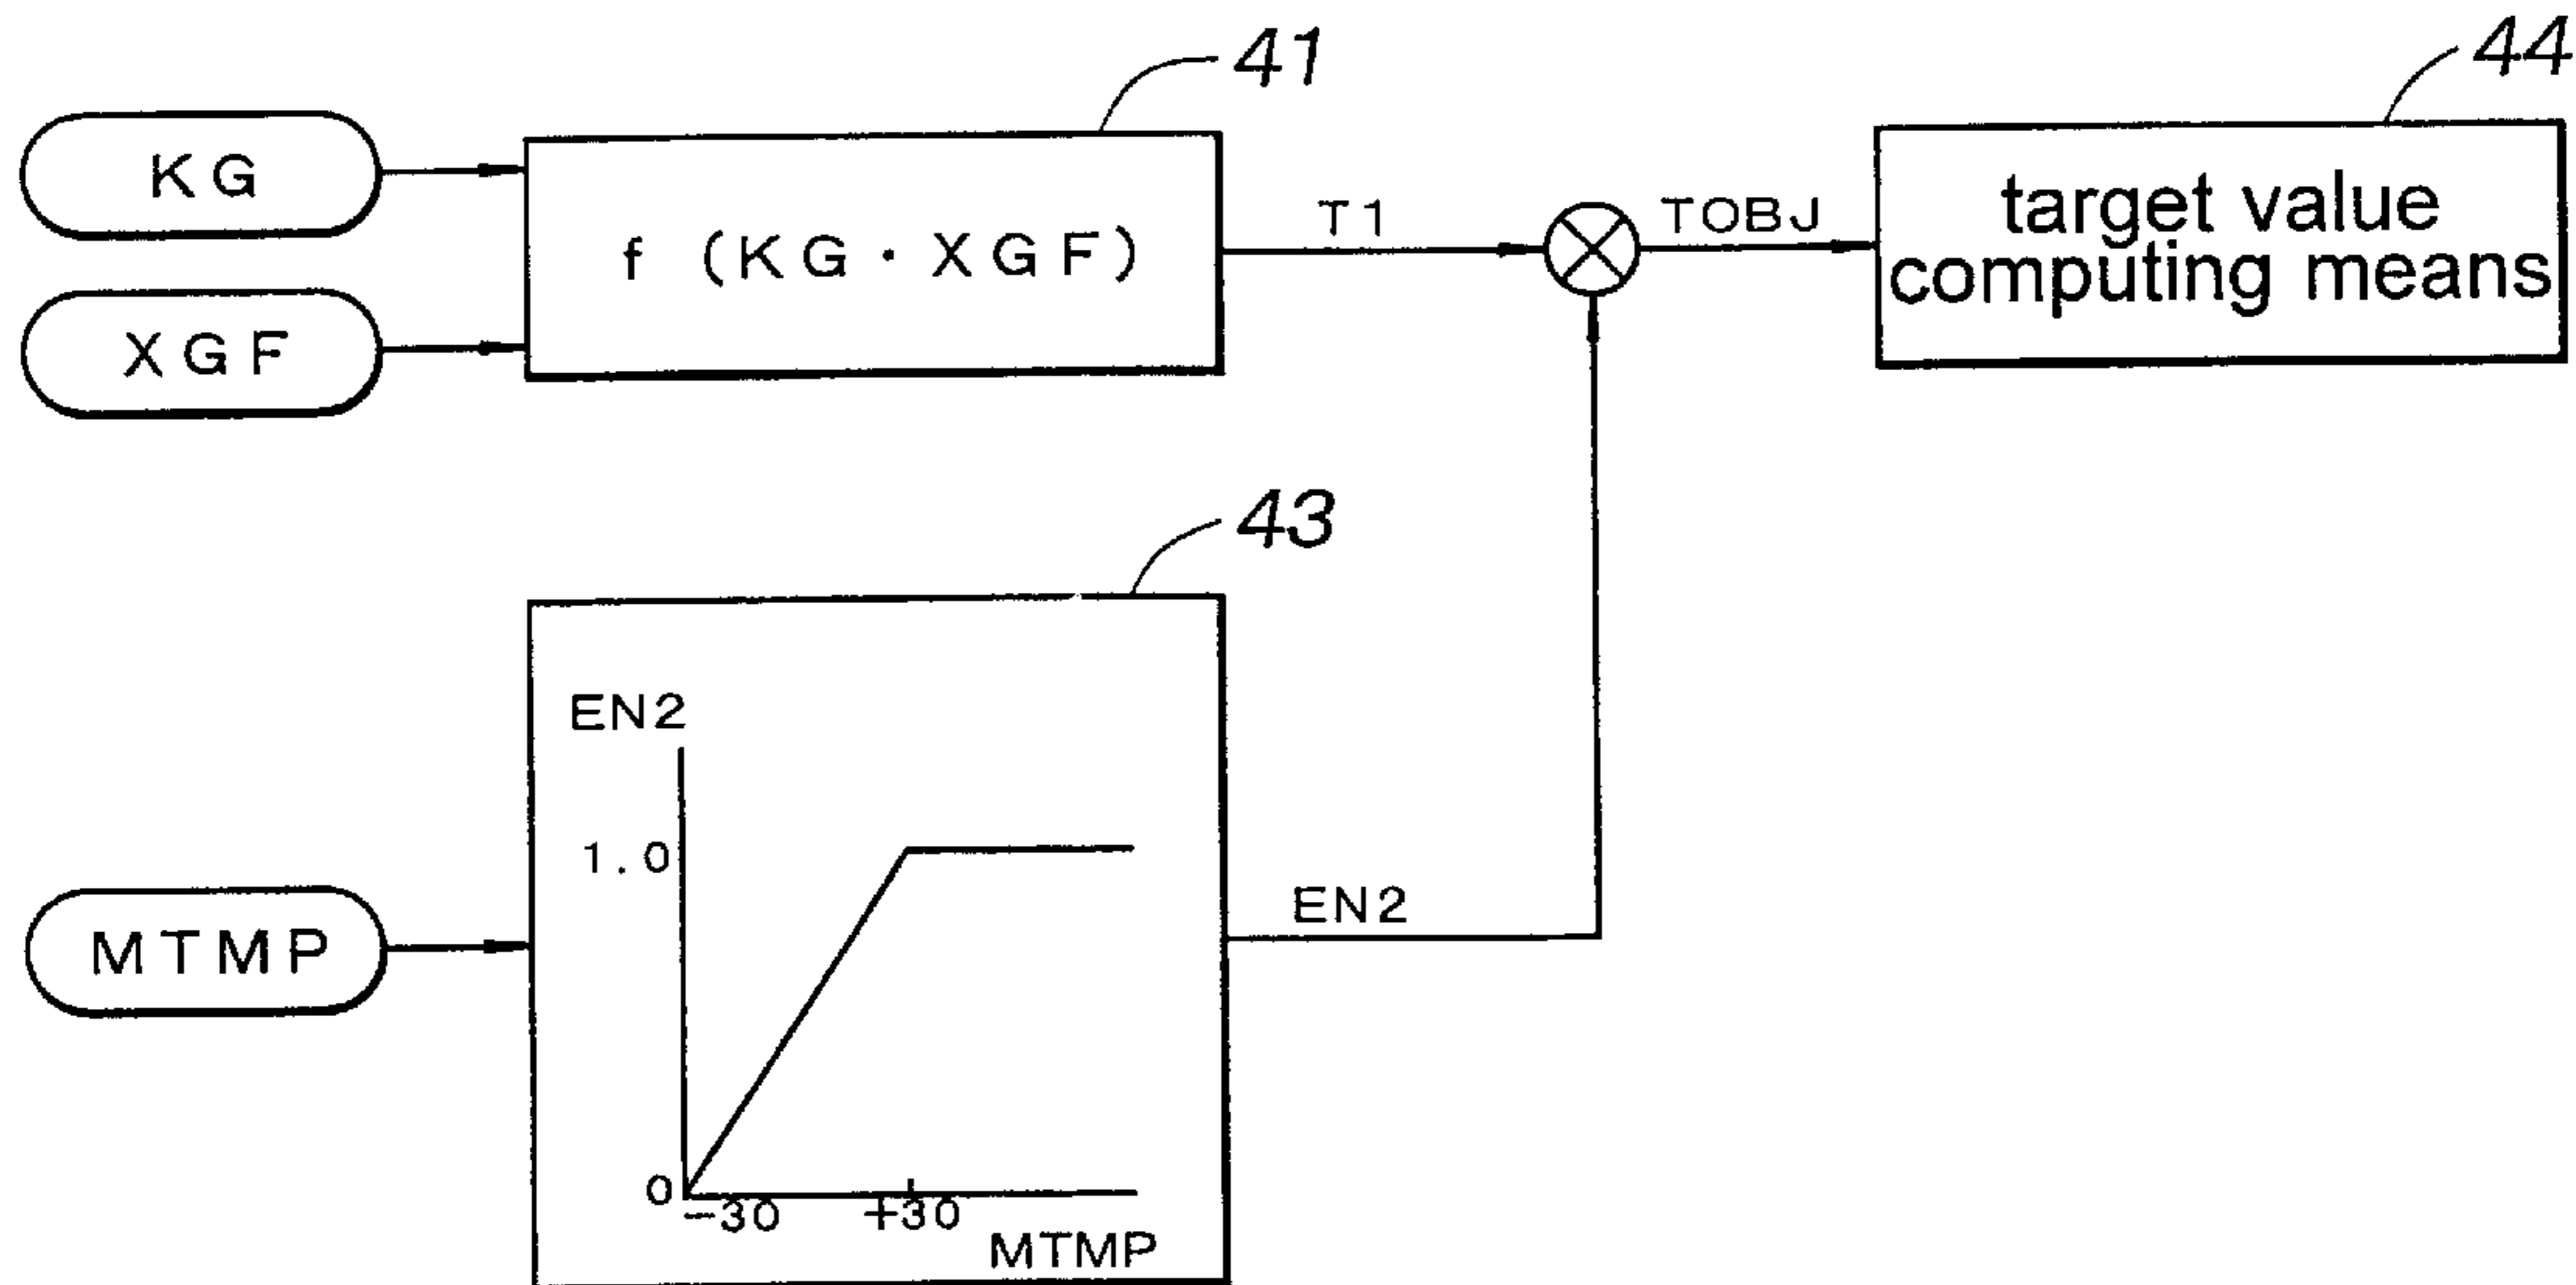 41
44
KG
f (KG・XGF)
T1
TOBJ
target value
computing means
XGF
43
EN2
1.0
EN2
MTMP
0
-30
+30
MTMP